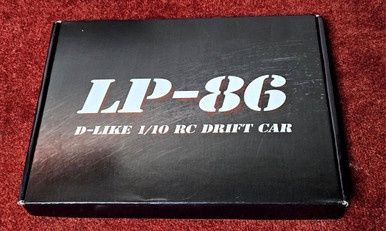 LP-86
D-LIKE 1/10 RC DRIFT CAR